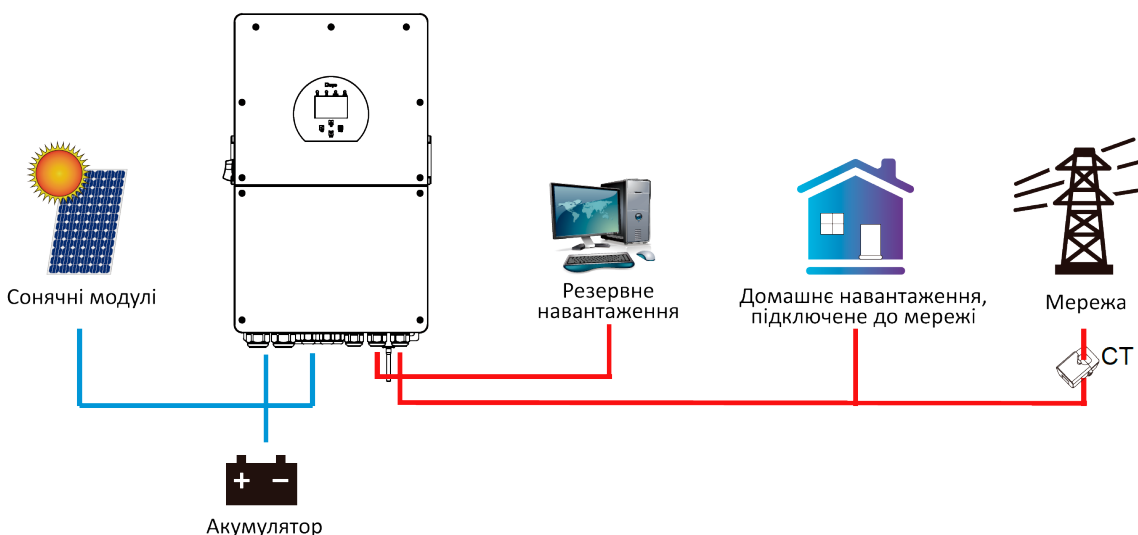 Сонячні модулі
Резервне
навантаження
Домашнє навантаження,
підключене до мережі
Мережа
CT
Акумулятор